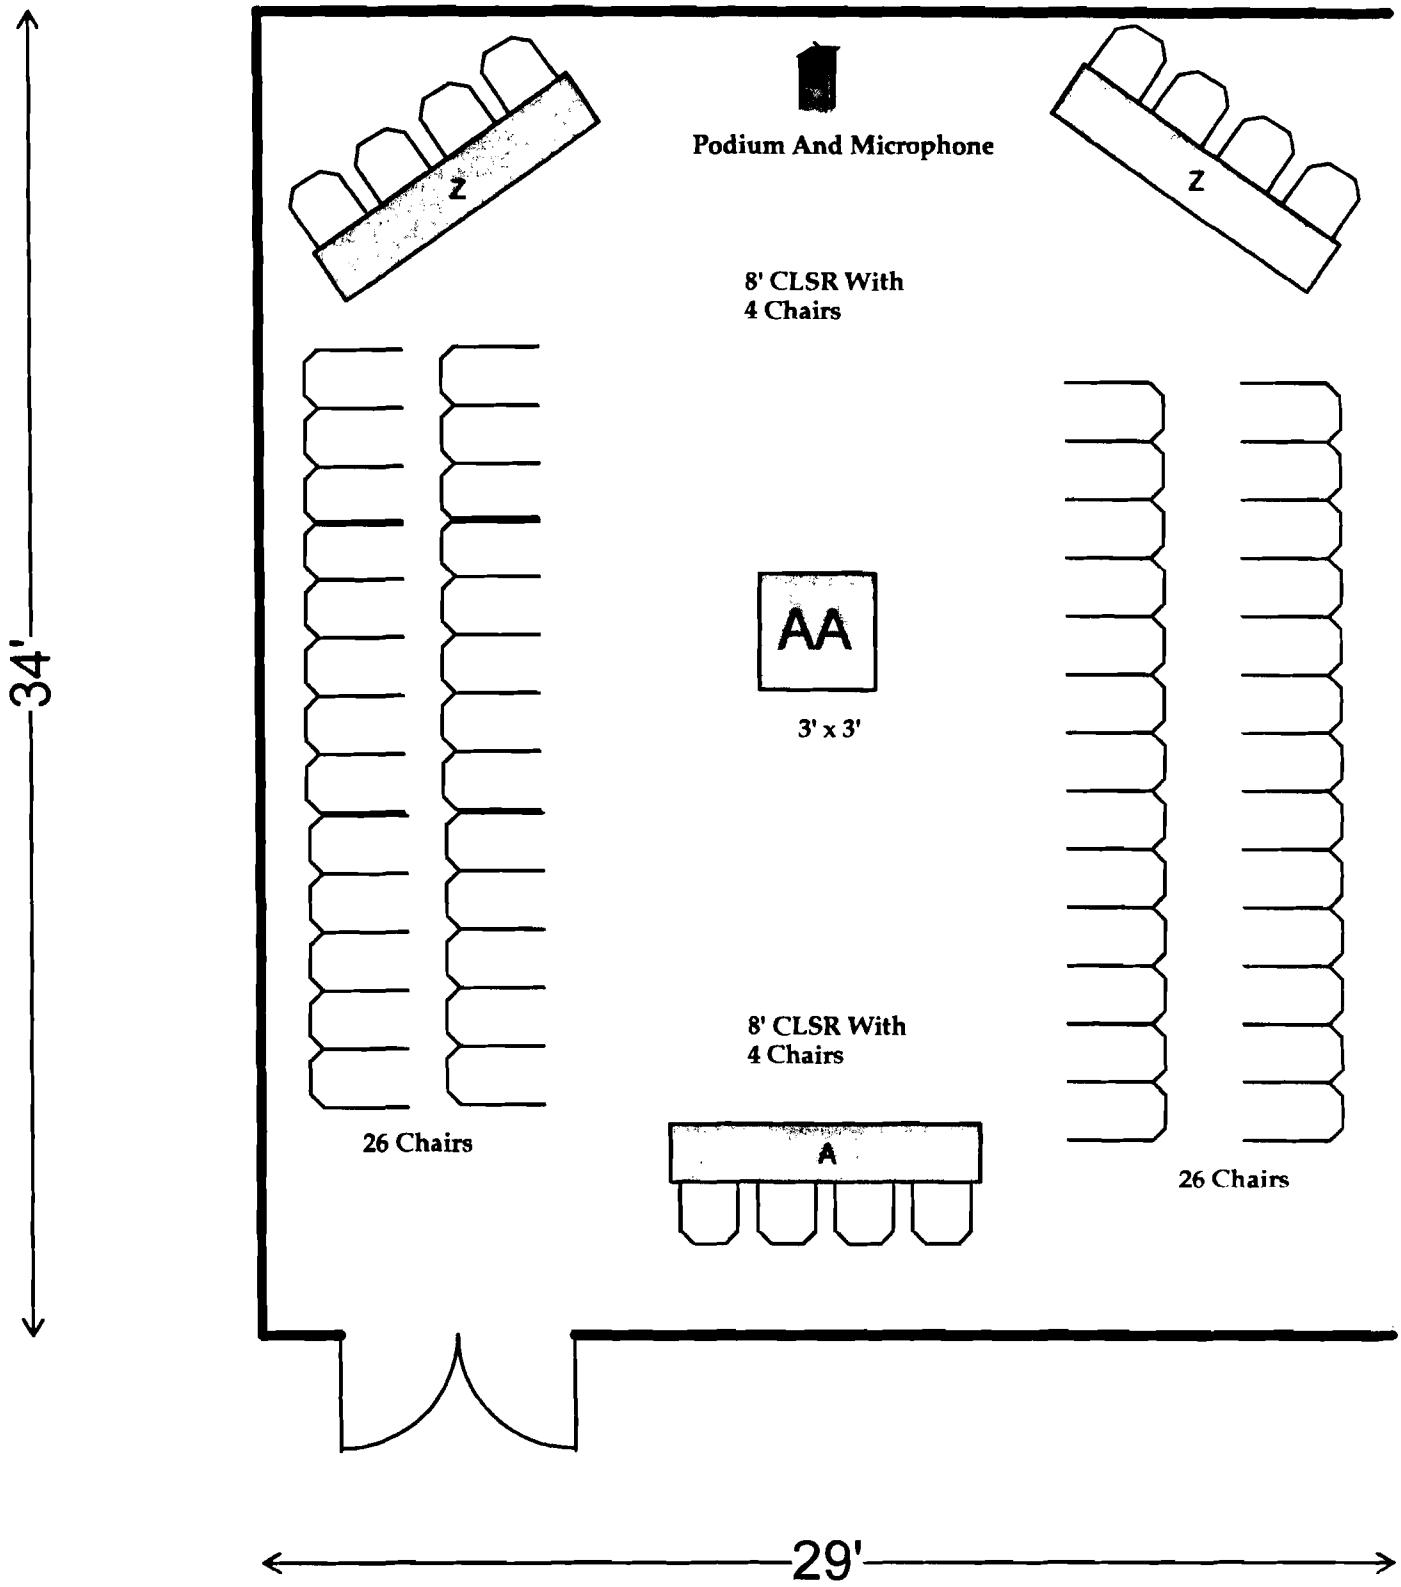 Podium And Microphone
Z
Z
8' CLSR With
4 Chairs
34'
AA
3' x 3'
8' CLSR With
4 Chairs
A
26 Chairs
26 Chairs
29'